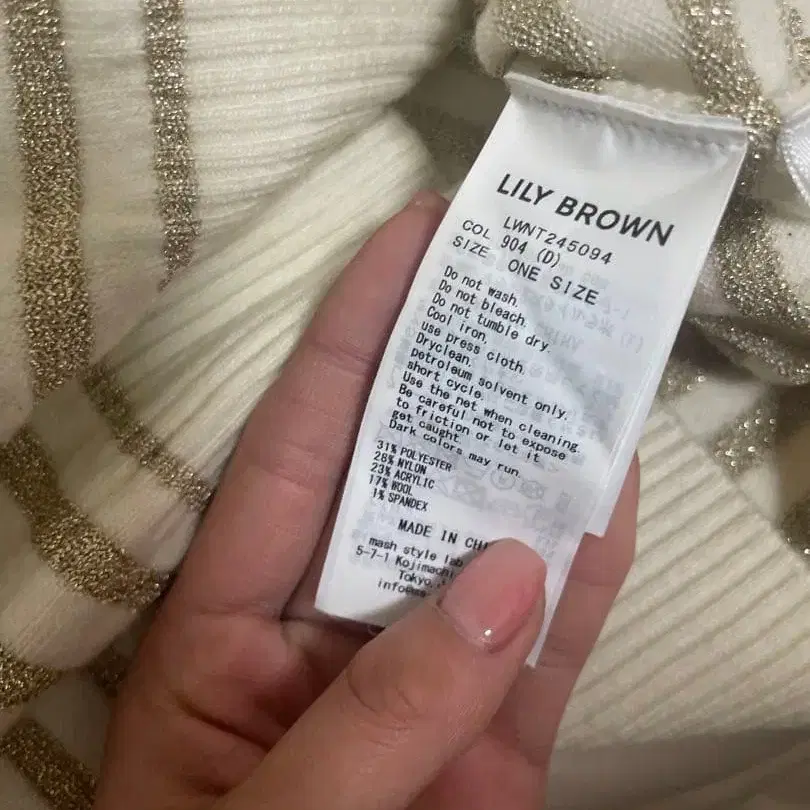 LILY BROWN
LWNT245094
COL 904 (D)
SIZE ONE SIZE
Do not wash.
Do not bleach.
Do not tumble dry.
Cool iron,
use press cloth.
Dryclean.
petroleum solvent only.
short cycle.
Use the net when cleaning.
Be careful not to expose
to friction or let it
get caught.
Dark colors may run.
31% POLYESTER
28% NYLON
23% ACRYLIC
17% WOOL
1% SPANDEX
MADE IN
mash style lab
5-7-1 Kojimachi
Tokyo,